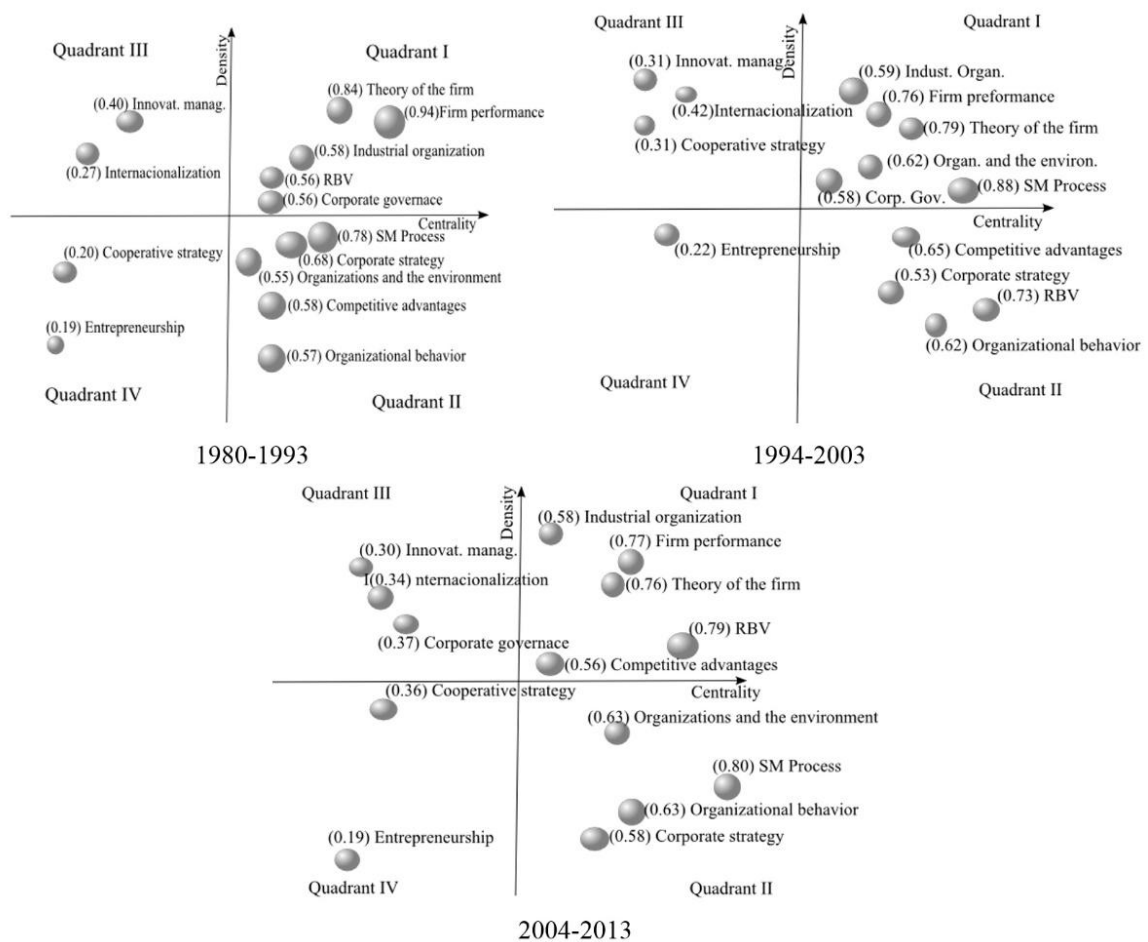 Quadrant III
Density
Quadrant I
(0.84) Theory of the firm
(0.40) Innovat. manag.
(0.94)Firm performance
(0.58) Industrial organization
(0.27) Internacionalization
(0.56) RBV
(0.56) Corporate governace
Centrality
(0.78) SM Process
(0.20) Cooperative strategy
(0.68) Corporate strategy
(0.55) Organizations and the environment
(0.58) Competitive advantages
(0.19) Entrepreneurship
(0.57) Organizational behavior
Quadrant IV
Quadrant II
1980-1993
Quadrant III
Density
Quadrant I
(0.31) Innovat. manag.
(0.59) Indust. Organ.
(0.76) Firm preformance
(0.42)Internacionalization
(0.79) Theory of the firm
(0.31) Cooperative strategy
(0.62) Organ. and the environ.
(0.88) SM Process
(0.58) Corp. Gov.
Centrality
(0.22) Entrepreneurship
(0.65) Competitive advantages
(0.53) Corporate strategy
(0.73) RBV
(0.62) Organizational behavior
Quadrant IV
Quadrant II
1994-2003
Quadrant III
Density
Quadrant I
(0.58) Industrial organization
(0.77) Firm performance
(0.30) Innovat. manag.
I(0.34) nternacionalization
(0.76) Theory of the firm
(0.79) RBV
(0.37) Corporate governace
(0.56) Competitive advantages
(0.36) Cooperative strategy
Centrality
(0.63) Organizations and the environment
(0.80) SM Process
(0.63) Organizational behavior
(0.58) Corporate strategy
(0.19) Entrepreneurship
Quadrant IV
Quadrant II
2004-2013